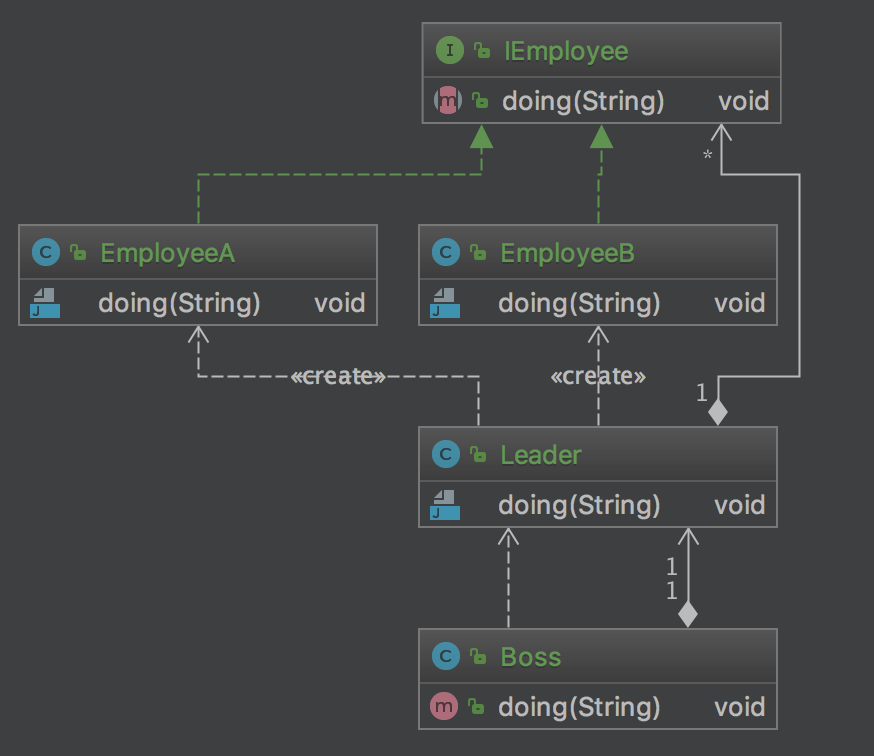 I IEmployee
m doing(String) void
*
C EmployeeA
J doing(String) void
C EmployeeB
J doing(String) void
«create»
«create»
1
C Leader
J doing(String) void
1
1
C Boss
m doing(String) void